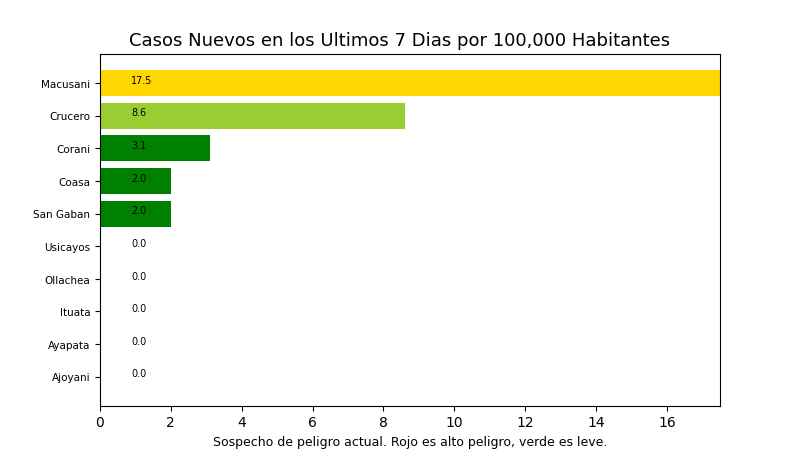 Casos Nuevos en los Ultimos 7 Dias por 100,000 Habitantes
Macusani 17.5
Crucero 8.6
Corani 3.1
Coasa 2.0
San Gaban 2.0
Usicayos 0.0
Ollachea 0.0
Ituata 0.0
Ayapata 0.0
Ajoyani 0.0
0 2 4 6 8 10 12 14 16
Sospecho de peligro actual. Rojo es alto peligro, verde es leve.